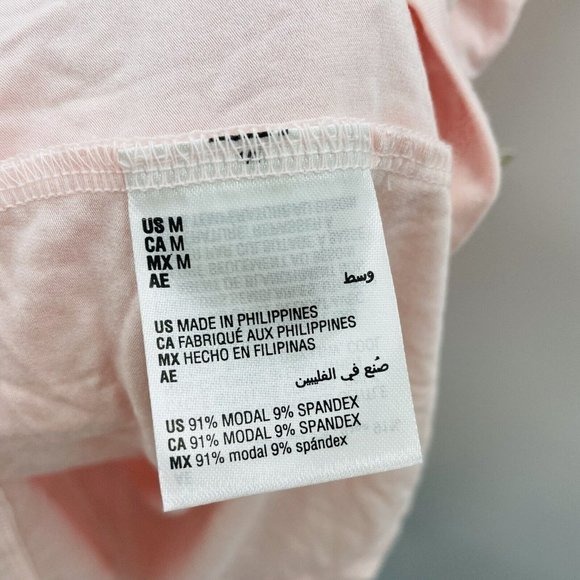 US M
CA M
MX M
AE وسط
US MADE IN PHILIPPINES
CA FABRIQUÉ AUX PHILIPPINES
MX HECHO EN FILIPINAS
AE صُنع في الفلبين
US 91% MODAL 9% SPANDEX
CA 91% MODAL 9% SPANDEX
MX 91% modal 9% spándex